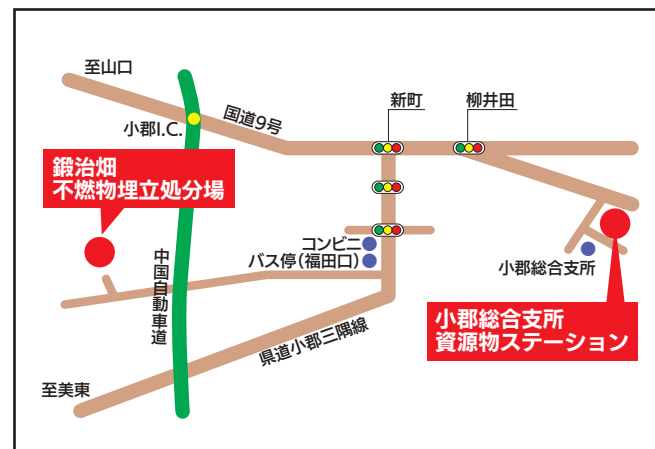 至山口
新町
柳井田
国道9号
小郡I.C.
鍛治畑
不燃物埋立処分場
コンビニ
バス停(福田口)
小郡総合支所
中国自動車道
小郡総合支所
資源物ステーション
県道小郡三隅線
至美東